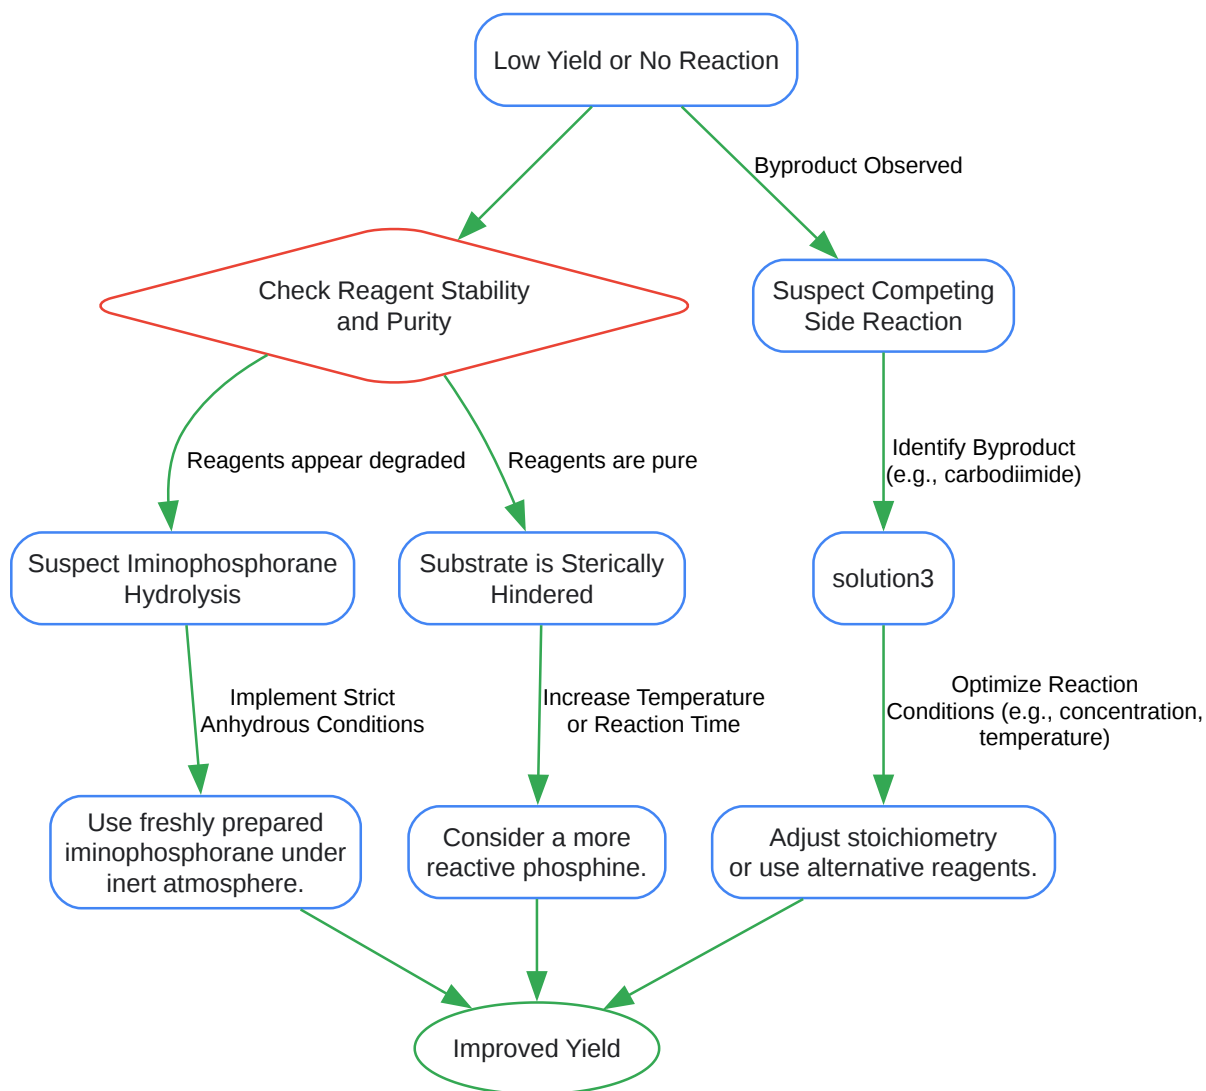 Low Yield or No Reaction
Byproduct Observed
Check Reagent Stability
and Purity
Suspect Competing
Side Reaction
Reagents appear degraded
Reagents are pure
Identify Byproduct
(e.g., carbodiimide)
Suspect Iminophosphorane
Hydrolysis
Substrate is Sterically
Hindered
solution3
Implement Strict
Anhydrous Conditions
Increase Temperature
or Reaction Time
Optimize Reaction
Conditions (e.g., concentration,
temperature)
Use freshly prepared
iminophosphorane under
inert atmosphere.
Consider a more
reactive phosphine.
Adjust stoichiometry
or use alternative reagents.
Improved Yield